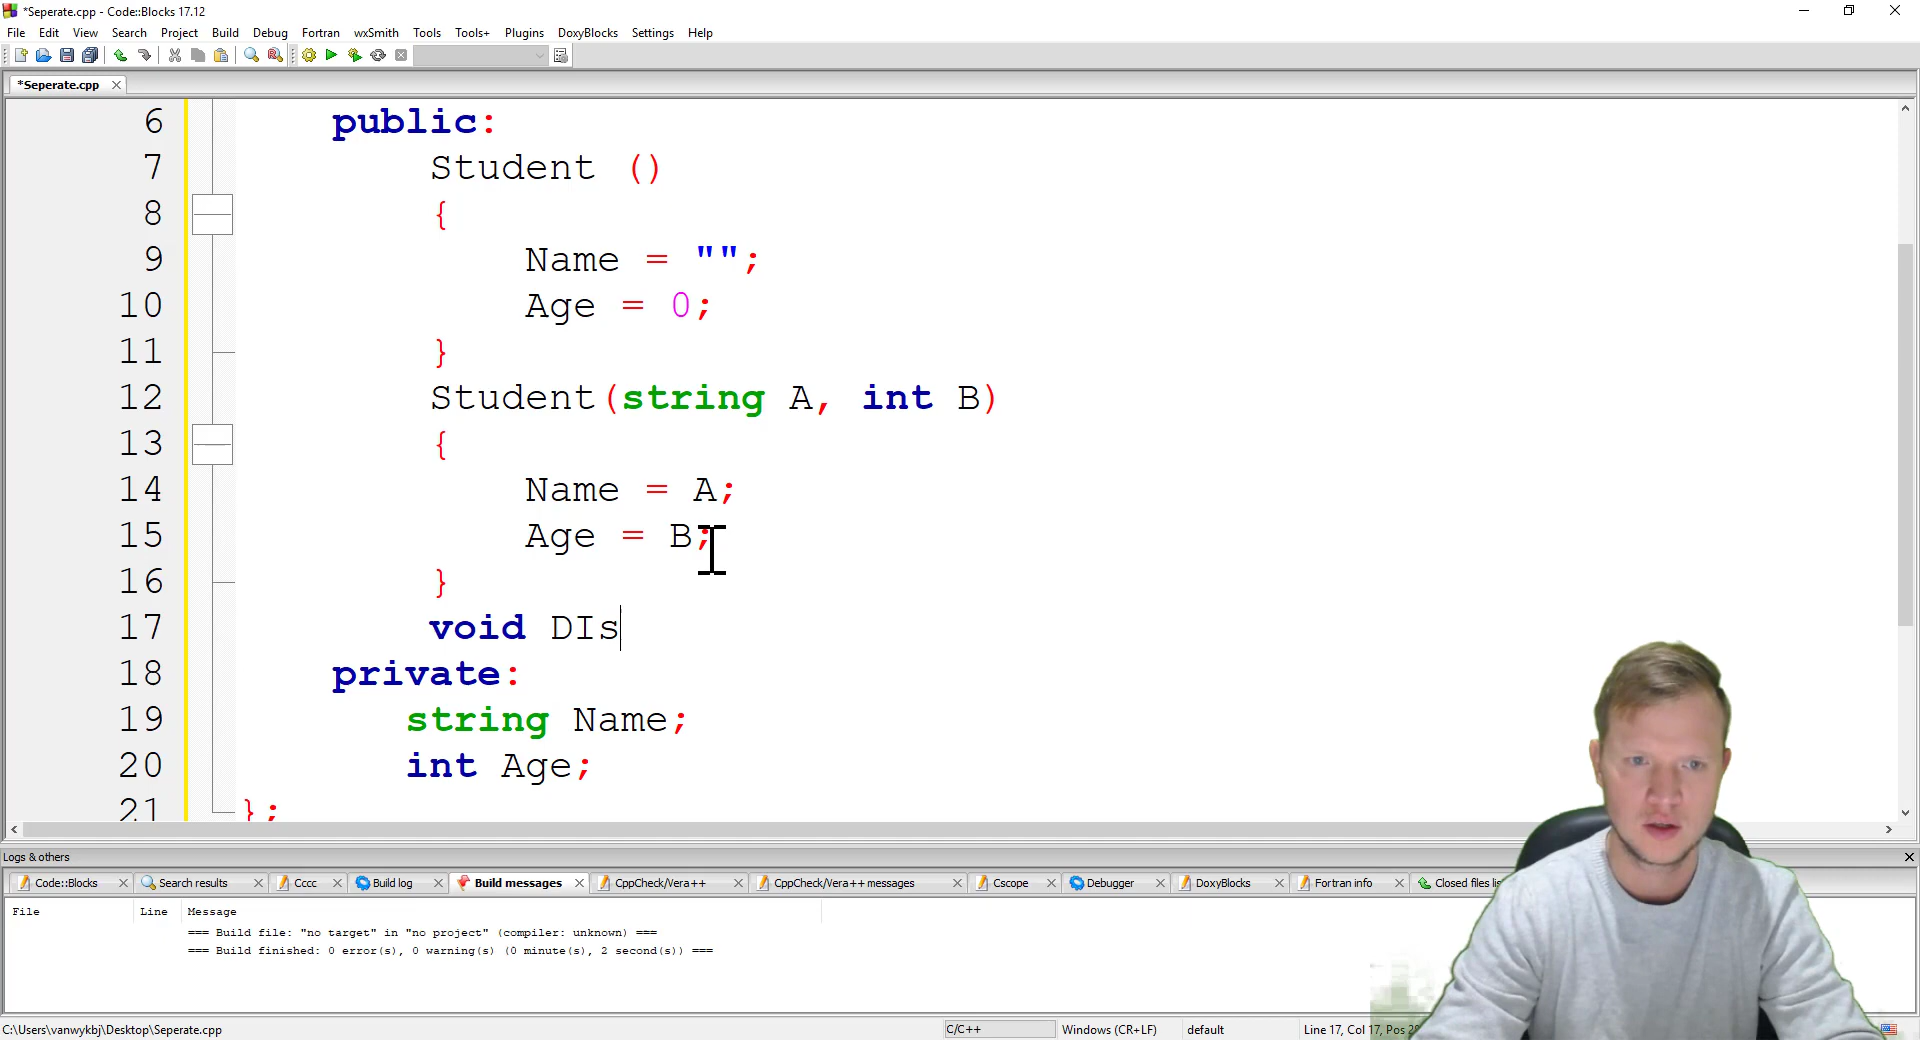 *Seperate.cpp - Code::Blocks 17.12
File Edit View Search Project Build Debug Fortran wxSmith Tools Tools+ Plugins DoxyBlocks Settings Help
*Seperate.cpp
6 public:
7 Student ()
8 {
9 Name = "";
10 Age = 0;
11 }
12 Student(string A, int B)
13 {
14 Name = A;
15 Age = B;
16 }
17 void DIs
18 private:
19 string Name;
20 int Age;
21 };
Logs & others
Code::Blocks Search results Cccc Build log Build messages CppCheck/Vera++ CppCheck/Vera++ messages Cscope Debugger DoxyBlocks Fortran info Closed files
File Line Message
=== Build file: "no target" in "no project" (compiler: unknown) ===
=== Build finished: 0 error(s), 0 warning(s) (0 minute(s), 2 second(s)) ===
C:\Users\vanwykbj\Desktop\Seperate.cpp C/C++ Windows (CR+LF) default Line 17, Col 17, Pos